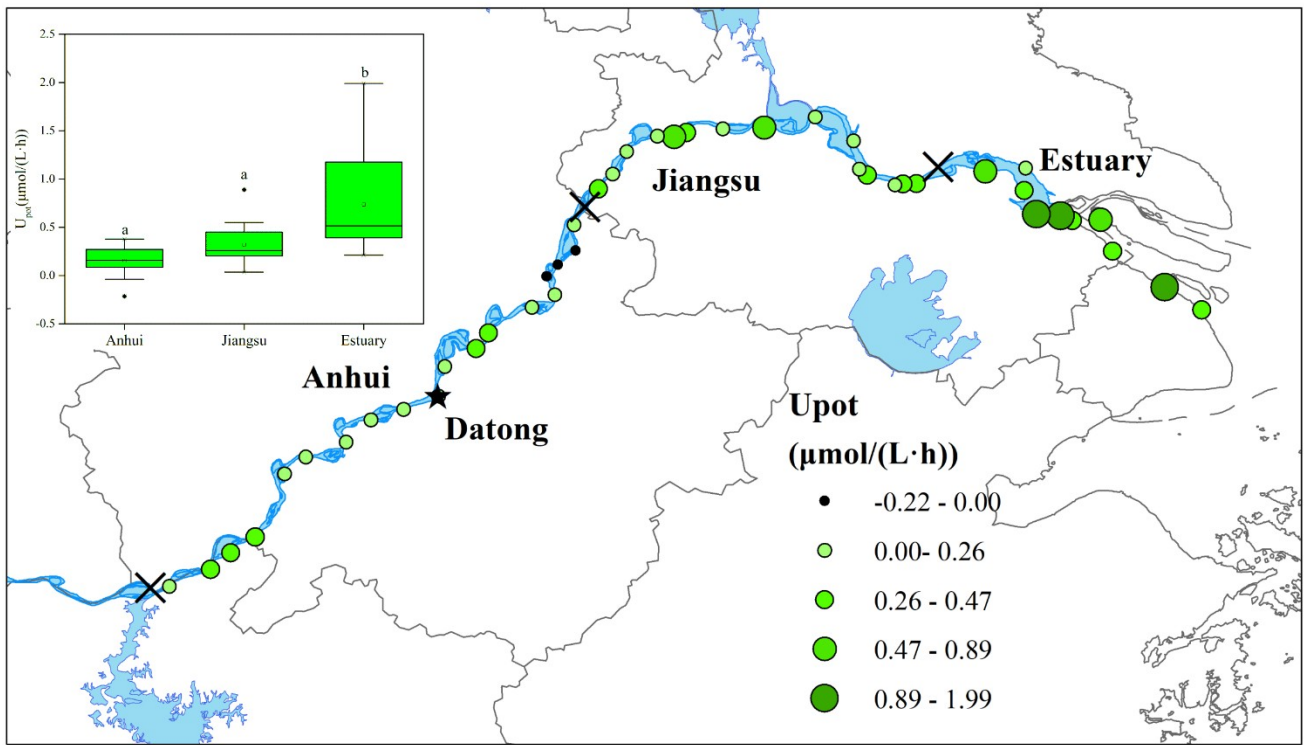 2.5
2.0
1.5
1.0
0.5
0.0
-0.5
Upot(μmol/(L·h))
a
a
b
Anhui
Jiangsu
Estuary
Jiangsu
Estuary
Anhui
Datong
Upot
(μmol/(L·h))
-0.22 - 0.00
0.00- 0.26
0.26 - 0.47
0.47 - 0.89
0.89 - 1.99